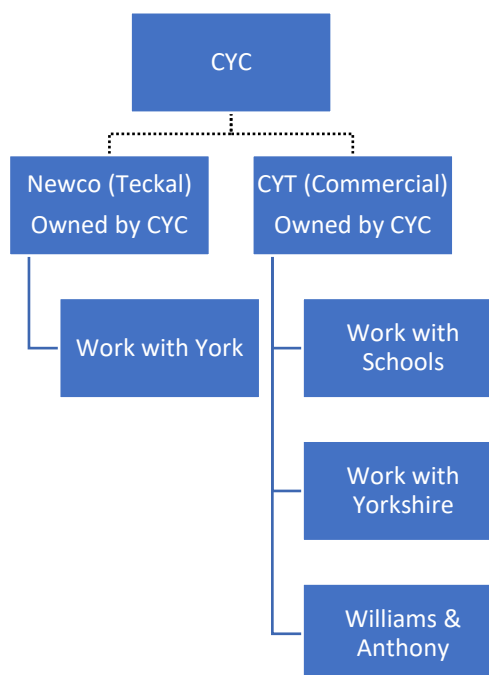 CYC
Newco (Teckal)
Owned by CYC
CYT (Commercial)
Owned by CYC
Work with York
Work with
Schools
Work with
Yorkshire
Williams &
Anthony